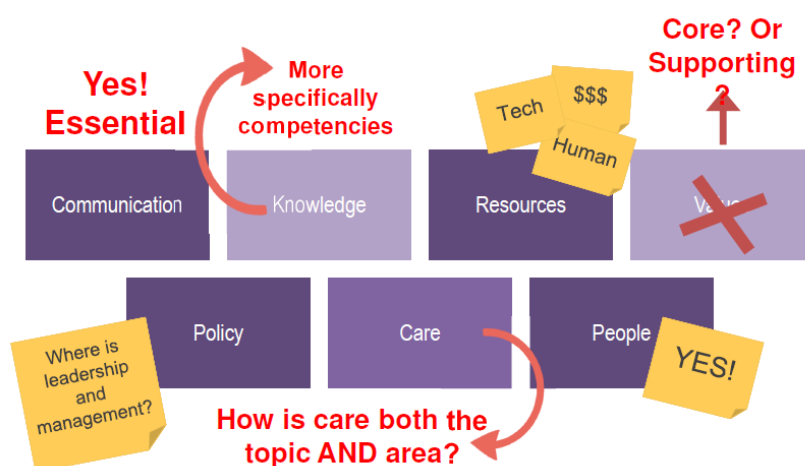 Yes!
Essential
More
specifically
competencies
Core? Or
Supporting
?
Tech
$$$
Human
Communication
Knowledge
Resources
Policy
Care
People
Where is
leadership
and
management?
YES!
How is care both the
topic AND area?